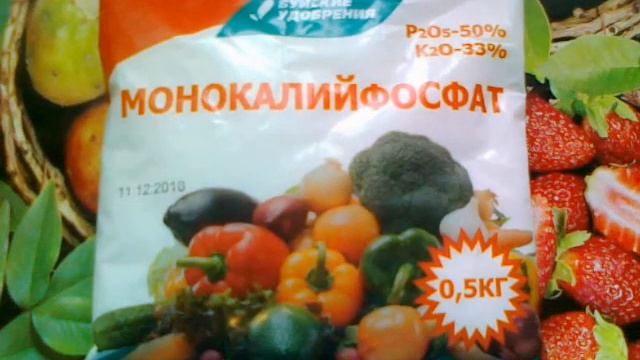 БУЙСКИЕ
УДОБРЕНИЯ
P2O5-50%
K2O-33%
МОНОКАЛИЙФОСФАТ
11.12.2018
0,5КГ